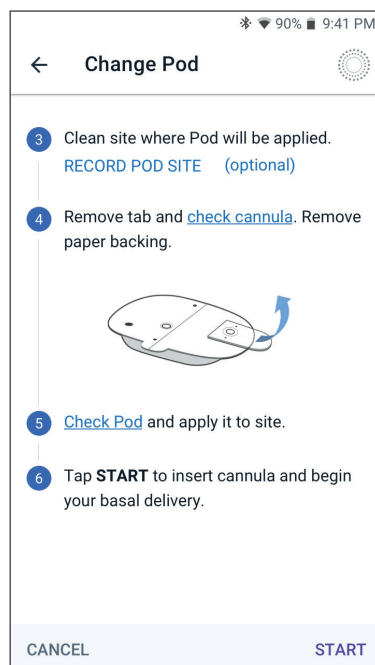 90% 9:41 PM
Change Pod
3 Clean site where Pod will be applied.
RECORD POD SITE (optional)
4 Remove tab and check cannula. Remove
paper backing.
5 Check Pod and apply it to site.
6 Tap START to insert cannula and begin
your basal delivery.
CANCEL START